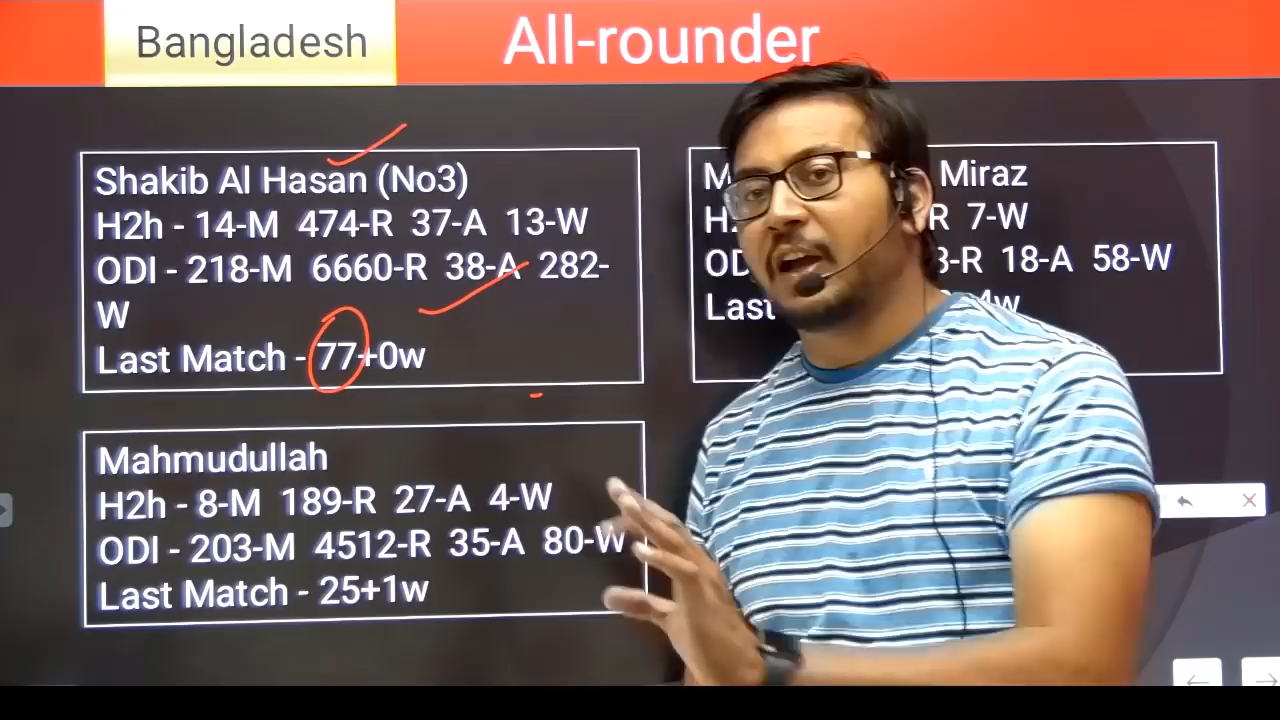 Bangladesh
All-rounder
Shakib Al Hasan (No3)
H2h - 14-M 474-R 37-A 13-W
ODI - 218-M 6660-R 38-A 282-
W
Last Match - 77+0w
Miraz
7-W
18-A 58-W
Last
Mahmudullah
H2h - 8-M 189-R 27-A 4-W
ODI - 203-M 4512-R 35-A 80-W
Last Match - 25+1w